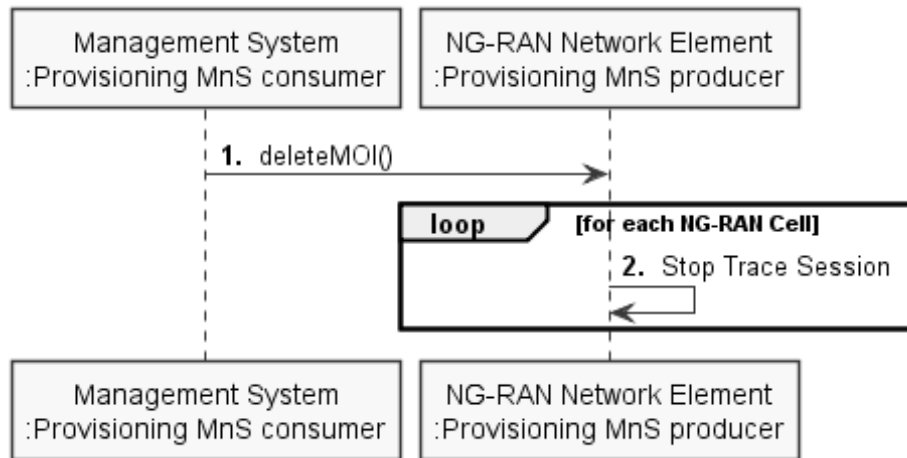 Management System
:Provisioning MnS consumer
NG-RAN Network Element
:Provisioning MnS producer
1. deleteMOI()
loop [for each NG-RAN Cell]
2. Stop Trace Session
Management System
:Provisioning MnS consumer
NG-RAN Network Element
:Provisioning MnS producer